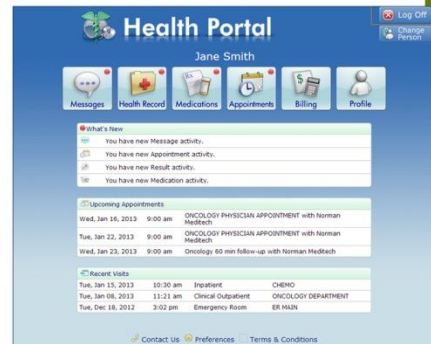 Health Portal
Log Off
Change Person
Jane Smith
Messages
Health Record
Medications
Appointments
Billing
Profile
What's New
You have new Message activity.
You have new Appointment activity.
You have new Result activity.
You have new Medication activity.
Upcoming Appointments
Wed, Jan 16, 2013 9:00 am ONCOLOGY PHYSICIAN APPOINTMENT with Norman Meditech
Tue, Jan 22, 2013 9:00 am ONCOLOGY PHYSICIAN APPOINTMENT with Norman Meditech
Wed, Jan 23, 2013 9:00 am Oncology 60 min follow-up with Norman Meditech
Recent Visits
Tue, Jan 15, 2013 10:30 am Inpatient CHEMO
Tue, Jan 08, 2013 11:21 am Clinical Outpatient ONCOLOGY DEPARTMENT
Tue, Dec 18, 2012 3:02 pm Emergency Room ER MAIN
Contact Us Preferences Terms & Conditions